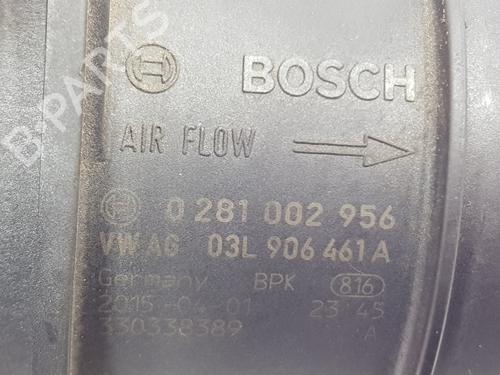 B-PARTS
BOSCH
AIR FLOW
0 281 002 956
VW AG 03L 906 461 A
Germany BPK 816
2015-04-01 23 45
330338389 A